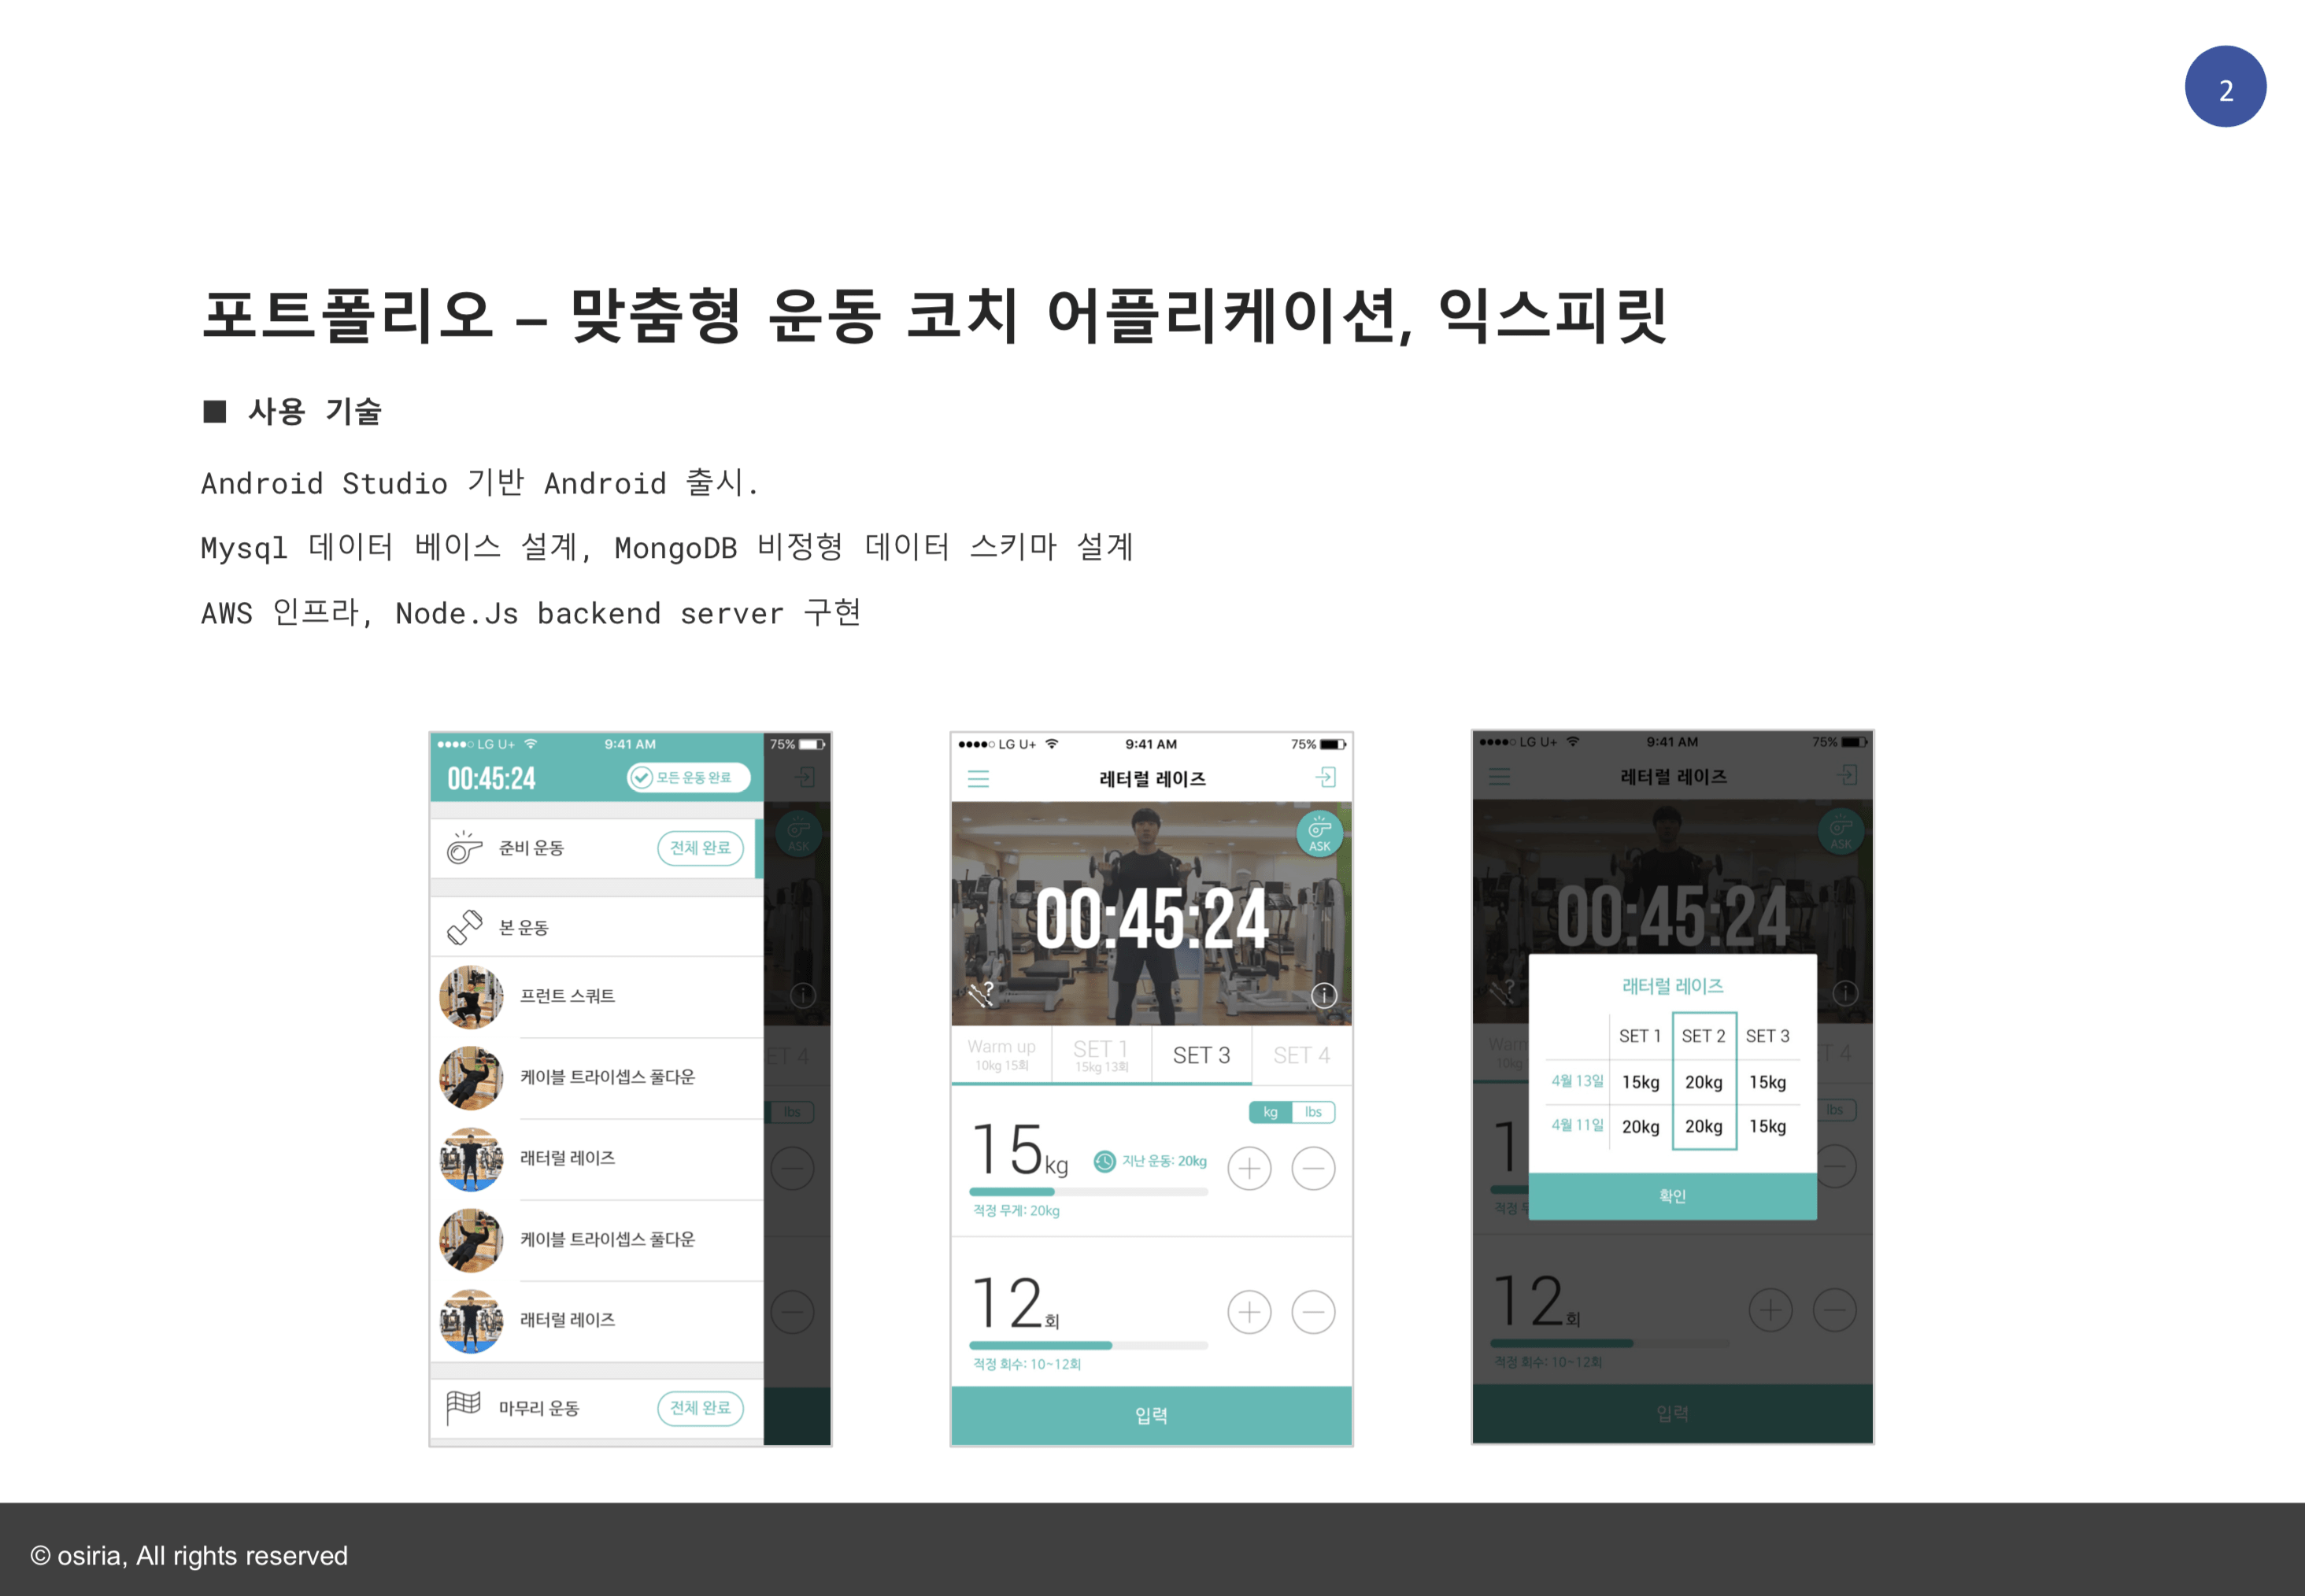 2
포트폴리오 – 맞춤형 운동 코치 어플리케이션, 익스피릿
■ 사용 기술
Android Studio 기반 Android 출시.
Mysql 데이터 베이스 설계, MongoDB 비정형 데이터 스키마 설계
AWS 인프라, Node.Js backend server 구현
LG U+ 9:41 AM 75%
00:45:24 모든 운동 완료
준비 운동 전체 완료
ASK
본 운동
프런트 스쿼트
ET 4
케이블 트라이셉스 풀다운
lbs
래터럴 레이즈
케이블 트라이셉스 풀다운
래터럴 레이즈
마무리 운동 전체 완료
LG U+ 9:41 AM 75%
레터럴 레이즈
ASK
00:45:24
Warm up SET 1 SET 3 SET 4
10kg 15회 15kg 13회
kg lbs
15kg 지난 운동: 20kg
적정 무게: 20kg
12회
적정 회수: 10~12회
입력
LG U+ 9:41 AM 75%
레터럴 레이즈
ASK
00:45:24
래터럴 레이즈
SET 1 SET 2 SET 3
4월 13일 15kg 20kg 15kg
4월 11일 20kg 20kg 15kg
확인
Warm
10kg
T 4
lbs
1
적정 무
12회
적정 회수: 10~12회
입력
© osiria, All rights reserved